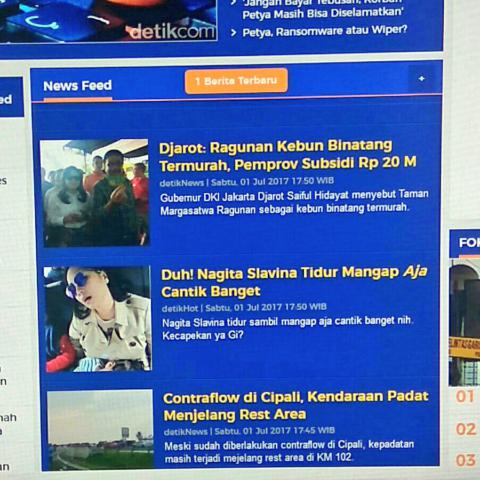 'Jangan Bayar Tebusan, Korban
Petya Masih Bisa Diselamatkan'
Petya, Ransomware atau Wiper?
detikcom
ed
News Feed
1 Berita Terbaru
+
Djarot: Ragunan Kebun Binatang
Termurah, Pemprov Subsidi Rp 20 M
detikNews | Sabtu, 01 Jul 2017 17:50 WIB
Gubernur DKI Jakarta Djarot Saiful Hidayat menyebut Taman
Margasatwa Ragunan sebagai kebun binatang termurah.
Duh! Nagita Slavina Tidur Mangap Aja
Cantik Banget
detikHot | Sabtu, 01 Jul 2017 17:50 WIB
Nagita Slavina tidur sambil mangap aja cantik banget nih.
Kecapekan ya Gi?
Contraflow di Cipali, Kendaraan Padat
Menjelang Rest Area
detikNews | Sabtu, 01 Jul 2017 17:45 WIB
Meski sudah diberlakukan contraflow di Cipali, kepadatan
masih terjadi mejelang rest area di KM 102.
FO
01
02
03